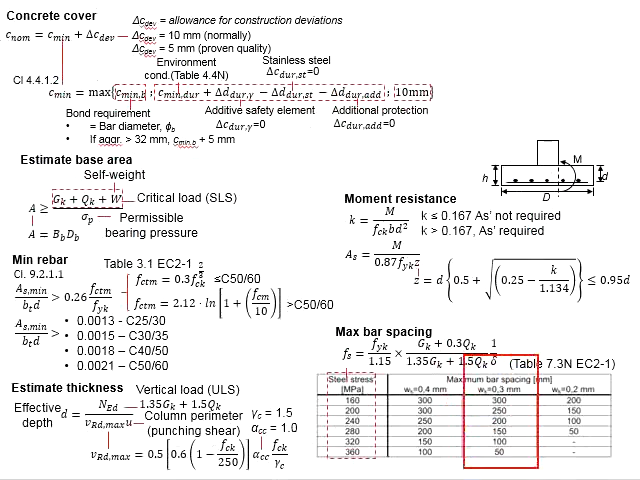 Concrete cover
c_nom = c_min + Δc_dev
Δc_dev = allowance for construction deviations
Δc_dev = 10 mm (normally)
Δc_dev = 5 mm (proven quality)
Cl 4.4.1.2
Environment
cond.(Table 4.4N)
Stainless steel
Δc_dur,st=0
c_min = max{c_min,b ; c_min,dur + Δd_dur,γ − Δd_dur,st − Δd_dur,add ; 10mm}
Bond requirement
• = Bar diameter, ϕ_b
• If aggr. > 32 mm, c_min,b + 5 mm
Additive safety element
Δc_dur,γ=0
Additional protection
Δc_dur,add=0
Estimate base area
Self-weight
A ≥ (G_k + Q_k + W)/σ_p
Critical load (SLS)
Permissible
bearing pressure
A = B_b D_b
h
M
d
D
Moment resistance
k = M/(f_ck bd^2)
k ≤ 0.167 As' not required
k > 0.167, As' required
A_s = M/(0.87f_yk z)
z = d {0.5 + √(0.25 − k/1.134)} ≤ 0.95d
Min rebar
Cl. 9.2.1.1
Table 3.1 EC2-1
A_s,min/(b_t d) > 0.26 f_ctm/f_yk
f_ctm = 0.3f_ck^(2/3) ≤C50/60
f_ctm = 2.12 · ln [1 + (f_cm/10)] >C50/60
A_s,min/(b_t d) >
• 0.0013 - C25/30
• 0.0015 – C30/35
• 0.0018 – C40/50
• 0.0021 – C50/60
Estimate thickness
Vertical load (ULS)
Effective
depth
d = N_Ed/(v_Rd,max u)
1.35G_k + 1.5Q_k
Column perimeter
(punching shear)
γ_c = 1.5
α_cc = 1.0
v_Rd,max = 0.5 [0.6 (1 − f_ck/250)] α_cc f_ck/γ_c
Max bar spacing
f_s = f_yk/1.15 × (G_k + 0.3Q_k)/(1.35G_k + 1.5Q_k) 1/δ
(Table 7.3N EC2-1)
Steel stress
[MPa]
Maximum bar spacing [mm]
w_k=0,4 mm w_k=0,3 mm w_k=0,2 mm
160 300 300 200
200 300 250 150
240 250 200 100
280 200 150 50
320 150 100 -
360 100 50 -